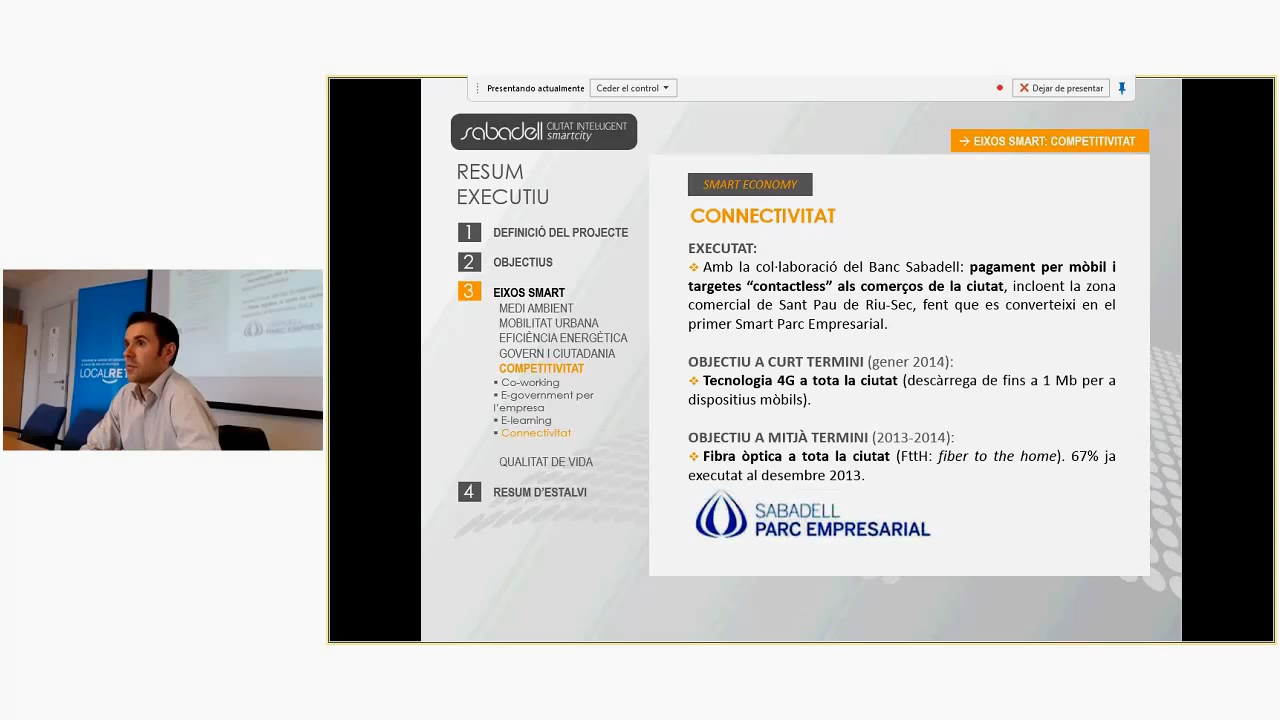 Presentando actualmente
Ceder el control
Dejar de presentar
sabadell CIUTAT INTEL·LIGENT
smartcity
→ EIXOS SMART: COMPETITIVITAT
RESUM
EXECUTIU
1 DEFINICIÓ DEL PROJECTE
2 OBJECTIUS
3 EIXOS SMART
MEDI AMBIENT
MOBILITAT URBANA
EFICIÈNCIA ENERGÈTICA
GOVERN I CIUTADANIA
COMPETITIVITAT
▪ Co-working
▪ E-government per
l'empresa
▪ E-learning
▪ Connectivitat
QUALITAT DE VIDA
4 RESUM D'ESTALVI
SMART ECONOMY
CONNECTIVITAT
EXECUTAT:
❖ Amb la col·laboració del Banc Sabadell: pagament per mòbil i
targetes “contactless” als comerços de la ciutat, incloent la zona
comercial de Sant Pau de Riu-Sec, fent que es converteixi en el
primer Smart Parc Empresarial.
OBJECTIU A CURT TERMINI (gener 2014):
❖ Tecnologia 4G a tota la ciutat (descàrrega de fins a 1 Mb per a
dispositius mòbils).
OBJECTIU A MITJÀ TERMINI (2013-2014):
❖ Fibra òptica a tota la ciutat (FttH: fiber to the home). 67% ja
executat al desembre 2013.
SABADELL
PARC EMPRESARIAL
LOCALRET
SABADELL
PARC EMPRESARIAL